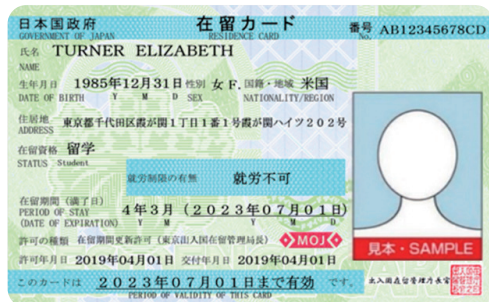 日本国政府 在留カード 番号 AB12345678CD
GOVERNMENT OF JAPAN RESIDENCE CARD No.
氏名 TURNER ELIZABETH
NAME
生年月日 1985年12月31日 性別 女 F. 国籍・地域 米国
DATE OF BIRTH Y M D SEX NATIONALITY/REGION
住居地 東京都千代田区霞が関1丁目1番1号霞が関ハイツ202号
ADDRESS
在留資格 留学
STATUS Student
就労制限の有無 就労不可
在留期間(満了日) 4年3月(2023年07月01日)
PERIOD OF STAY
(DATE OF EXPIRATION) Y M Y M D
許可の種類 在留期間更新許可(東京出入国在留管理局長) MOJ
見本・SAMPLE
許可年月日 2019年04月01日 交付年月日 2019年04月01日
このカードは 2023年07月01日まで有効 です。
PERIOD OF VALIDITY OF THIS CARD
出入国在留管理庁長官